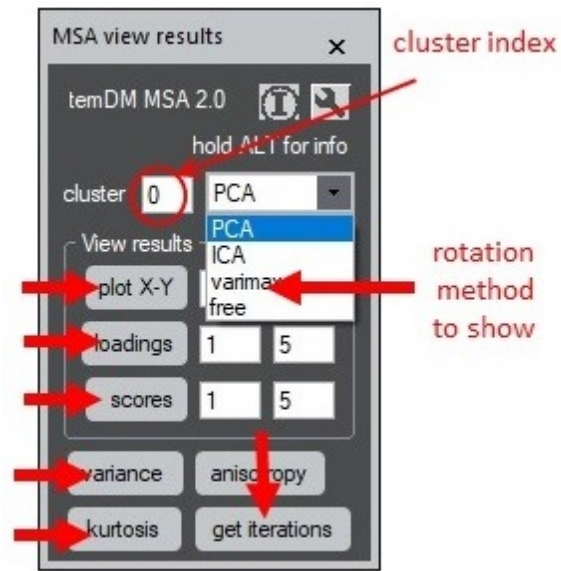 MSA view results x
cluster index
temDM MSA 2.0
hold ALT for info
cluster 0 PCA
PCA
View results
ICA
plot X-Y
varimax
free
rotation
method
to show
loadings 1 5
scores 1 5
variance anisotropy
kurtosis get iterations